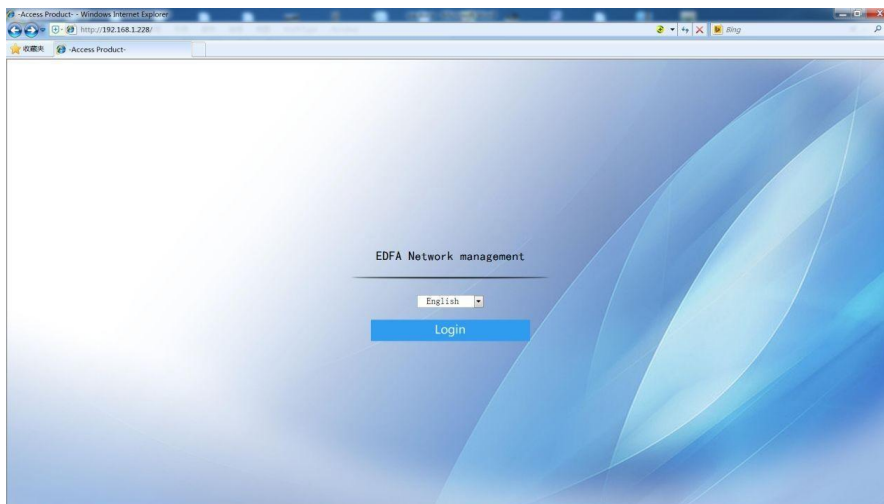 -Access Product- - Windows Internet Explorer
http://192.168.1.228/
Bing
收藏夹
-Access Product-
EDFA Network management
English
Login